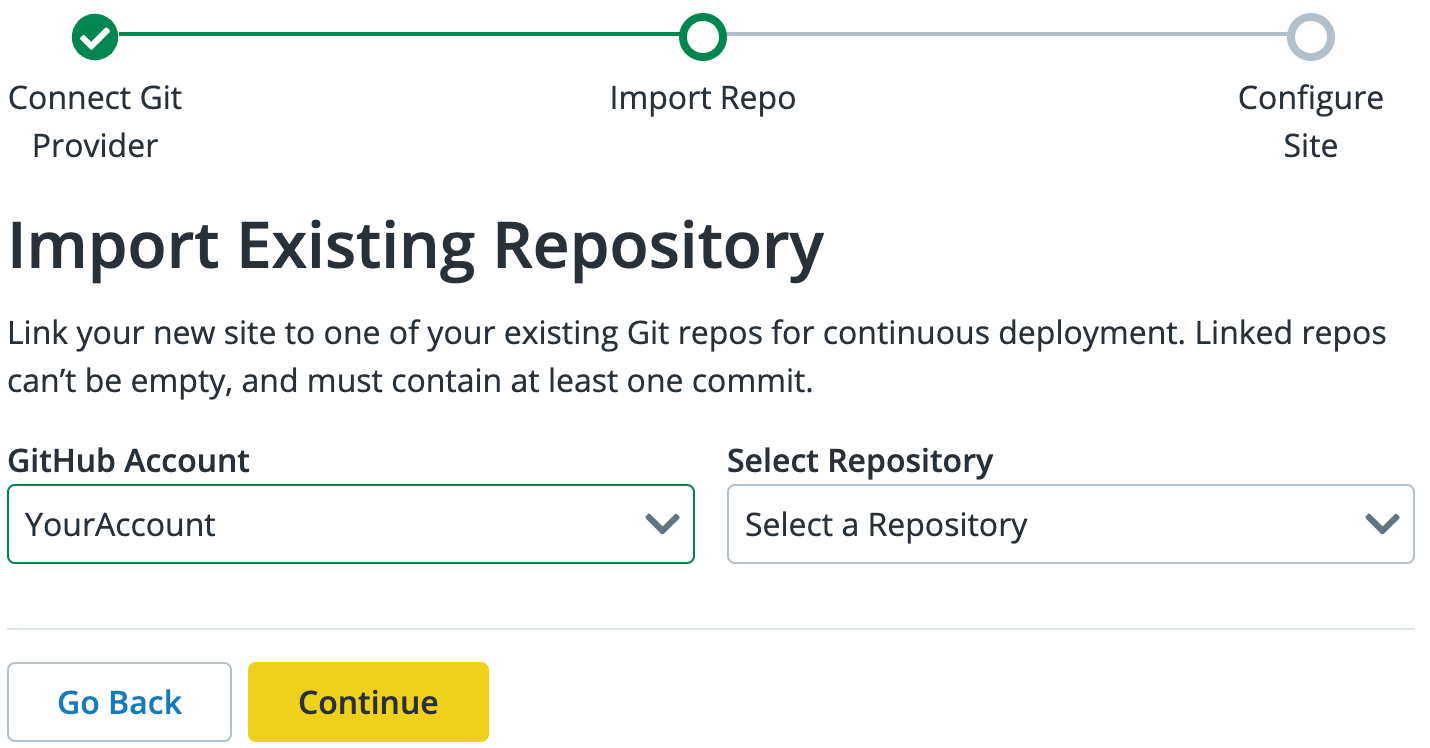 Connect Git
Provider
Import Repo
Configure
Site
Import Existing Repository
Link your new site to one of your existing Git repos for continuous deployment. Linked repos
can’t be empty, and must contain at least one commit.
GitHub Account
Select Repository
YourAccount
Select a Repository
Go Back
Continue